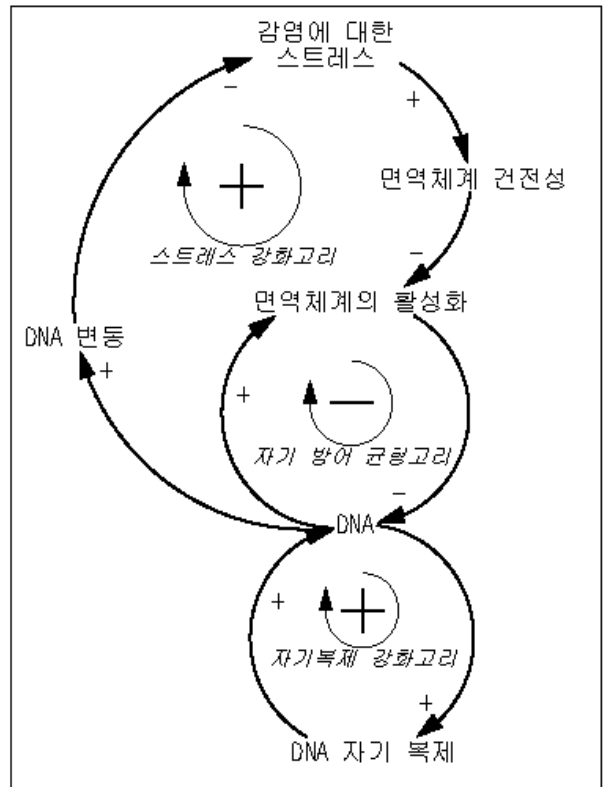 감염에 대한
스트레스
−
+
면역체계 건전성
+
스트레스 강화고리
−
면역체계의 활성화
DNA 변동
+
+
−
자기 방어 균형고리
−
DNA
+
+
자기복제 강화고리
+
DNA 자기 복제